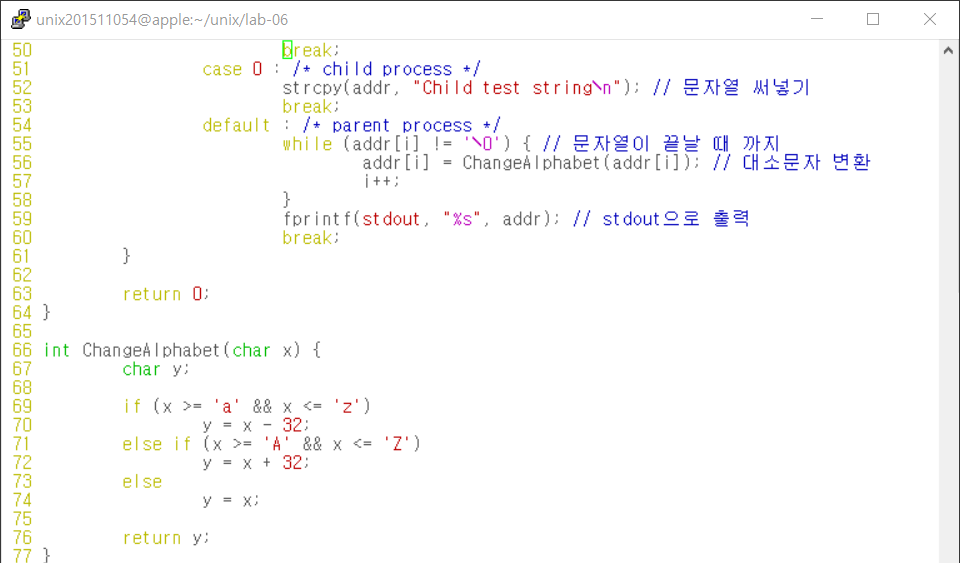 unix201511054@apple:~/unix/lab-06
50 break;
51 case 0 : /* child process */
52 strcpy(addr, "Child test string\n"); // 문자열 써넣기
53 break;
54 default : /* parent process */
55 while (addr[i] != '\0') { // 문자열이 끝날 때 까지
56 addr[i] = ChangeAlphabet(addr[i]); // 대소문자 변환
57 i++;
58 }
59 fprintf(stdout, "%s", addr); // stdout으로 출력
60 break;
61 }
62
63 return 0;
64 }
65
66 int ChangeAlphabet(char x) {
67 char y;
68
69 if (x >= 'a' && x <= 'z')
70 y = x - 32;
71 else if (x >= 'A' && x <= 'Z')
72 y = x + 32;
73 else
74 y = x;
75
76 return y;
77 }